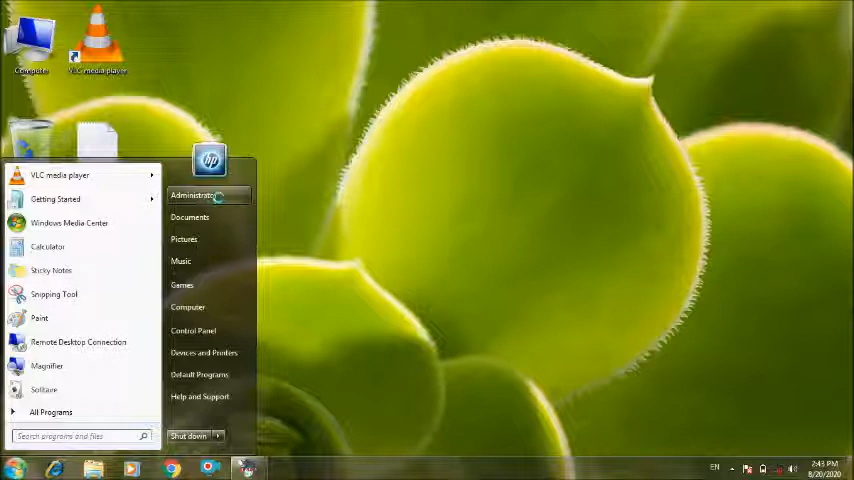 Computer
VLC media player
hp
VLC media player
Getting Started
Windows Media Center
Calculator
Sticky Notes
Snipping Tool
Paint
Remote Desktop Connection
Magnifier
Solitaire
All Programs
Search programs and files
Administrator
Documents
Pictures
Music
Games
Computer
Control Panel
Devices and Printers
Default Programs
Help and Support
Shut down
EN
2:43 PM
8/20/2020